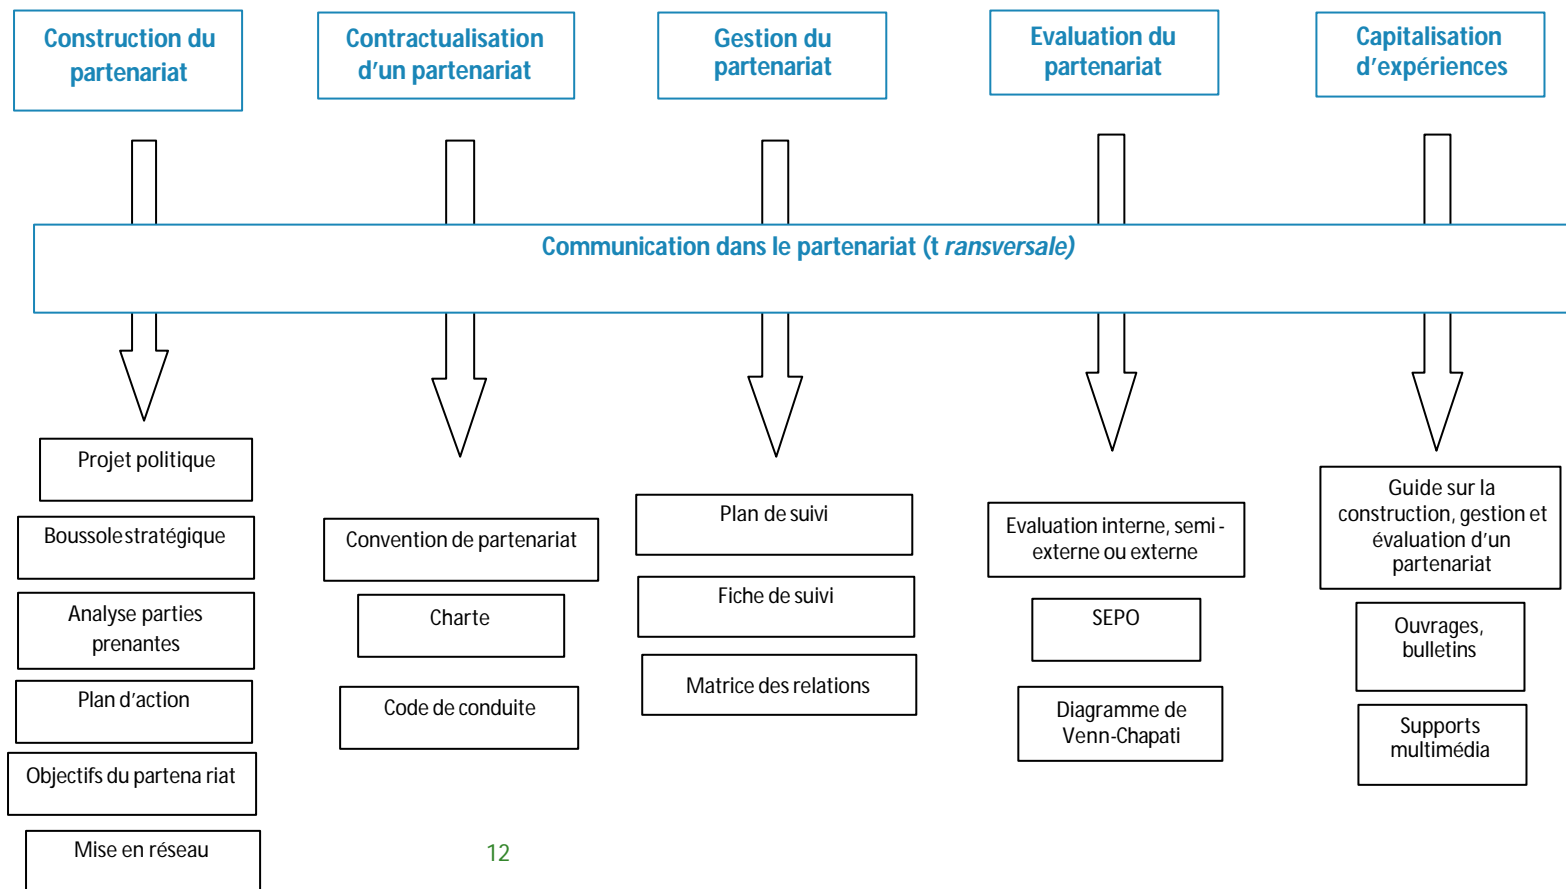 Construction du
partenariat
Contractualisation
d'un partenariat
Gestion du
partenariat
Evaluation du
partenariat
Capitalisation
d'expériences
Communication dans le partenariat (t ransversale)
Projet politique
Boussole stratégique
Analyse parties
prenantes
Plan d'action
Objectifs du partena riat
Mise en réseau
Convention de partenariat
Charte
Code de conduite
Plan de suivi
Fiche de suivi
Matrice des relations
Evaluation interne, semi -
externe ou externe
SEPO
Diagramme de
Venn-Chapati
Guide sur la
construction, gestion et
évaluation d'un
partenariat
Ouvrages,
bulletins
Supports
multimédia
12